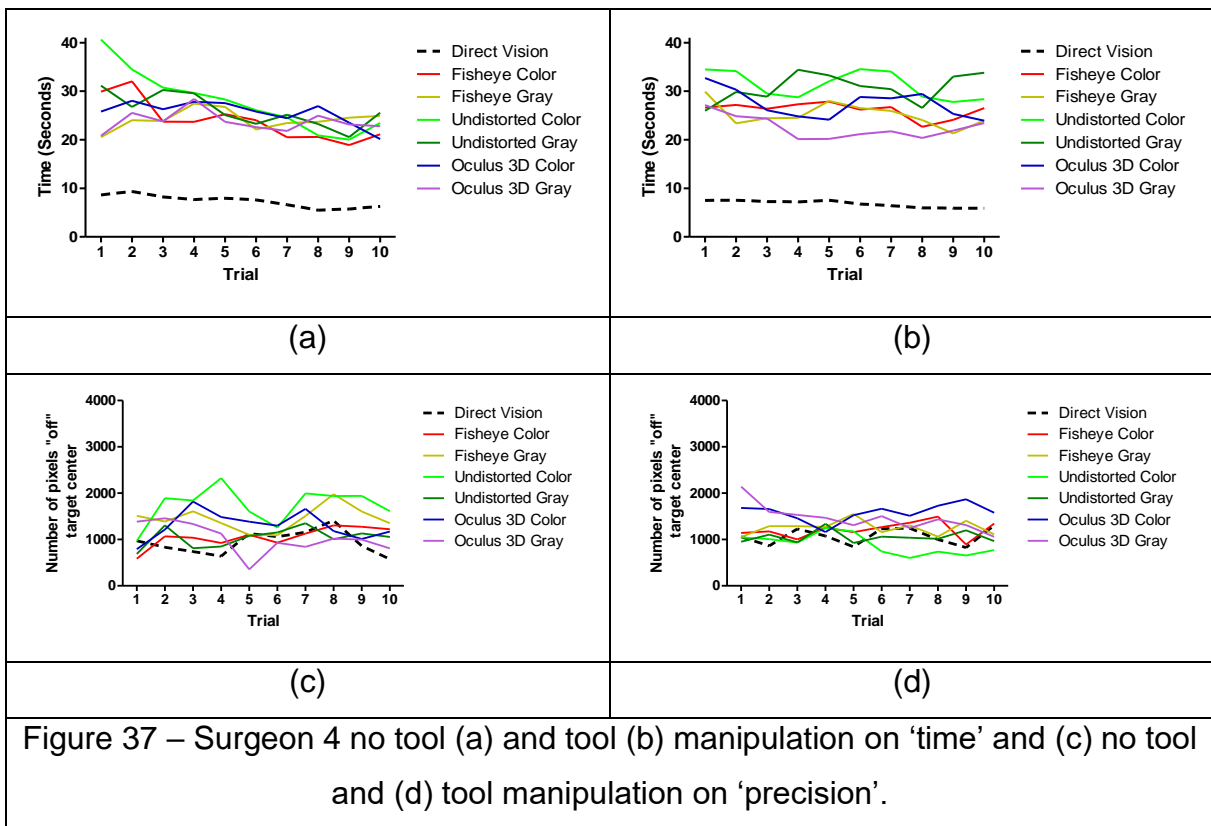 Time (Seconds)
40
30
20
10
0
1 2 3 4 5 6 7 8 9 10
Trial
Direct Vision
Fisheye Color
Fisheye Gray
Undistorted Color
Undistorted Gray
Oculus 3D Color
Oculus 3D Gray
(a)
Time (Seconds)
40
30
20
10
0
1 2 3 4 5 6 7 8 9 10
Trial
Direct Vision
Fisheye Color
Fisheye Gray
Undistorted Color
Undistorted Gray
Oculus 3D Color
Oculus 3D Gray
(b)
Number of pixels "off"
target center
4000
3000
2000
1000
0
1 2 3 4 5 6 7 8 9 10
Trial
Direct Vision
Fisheye Color
Fisheye Gray
Undistorted Color
Undistorted Gray
Oculus 3D Color
Oculus 3D Gray
(c)
Number of pixels "off"
target center
4000
3000
2000
1000
0
1 2 3 4 5 6 7 8 9 10
Trial
Direct Vision
Fisheye Color
Fisheye Gray
Undistorted Color
Undistorted Gray
Oculus 3D Color
Oculus 3D Gray
(d)
Figure 37 – Surgeon 4 no tool (a) and tool (b) manipulation on ‘time’ and (c) no tool
and (d) tool manipulation on ‘precision’.